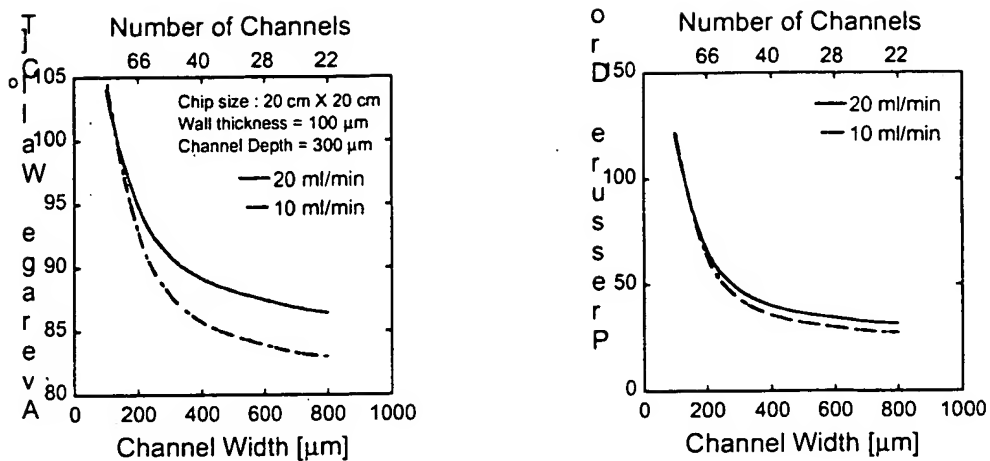 Number of Channels
66 40 28 22
Average Wall T[°C]
105
100
95
90
85
80
Chip size : 20 cm X 20 cm
Wall thickness = 100 µm
Channel Depth = 300 µm
20 ml/min
10 ml/min
0 200 400 600 800 1000
Channel Width [µm]
Number of Channels
66 40 28 22
Pressure Dro
150
100
50
0
20 ml/min
10 ml/min
0 200 400 600 800 1000
Channel Width [µm]